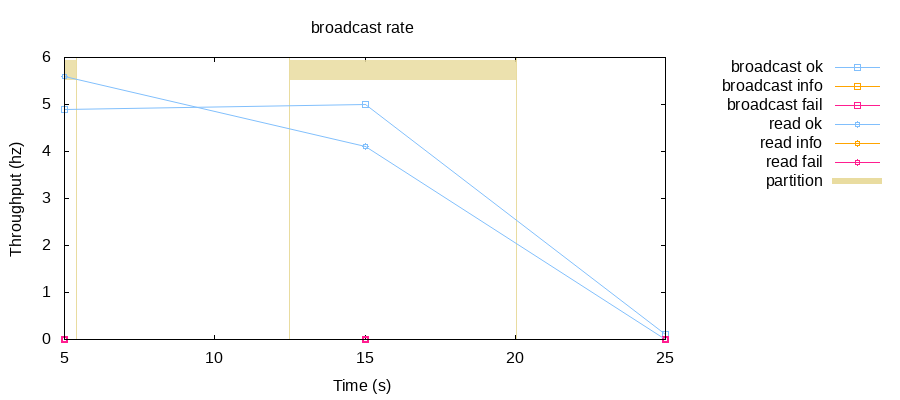 broadcast rate
6
5
4
3
2
1
0
Throughput (hz)
5 10 15 20 25
Time (s)
broadcast ok
broadcast info
broadcast fail
read ok
read info
read fail
partition